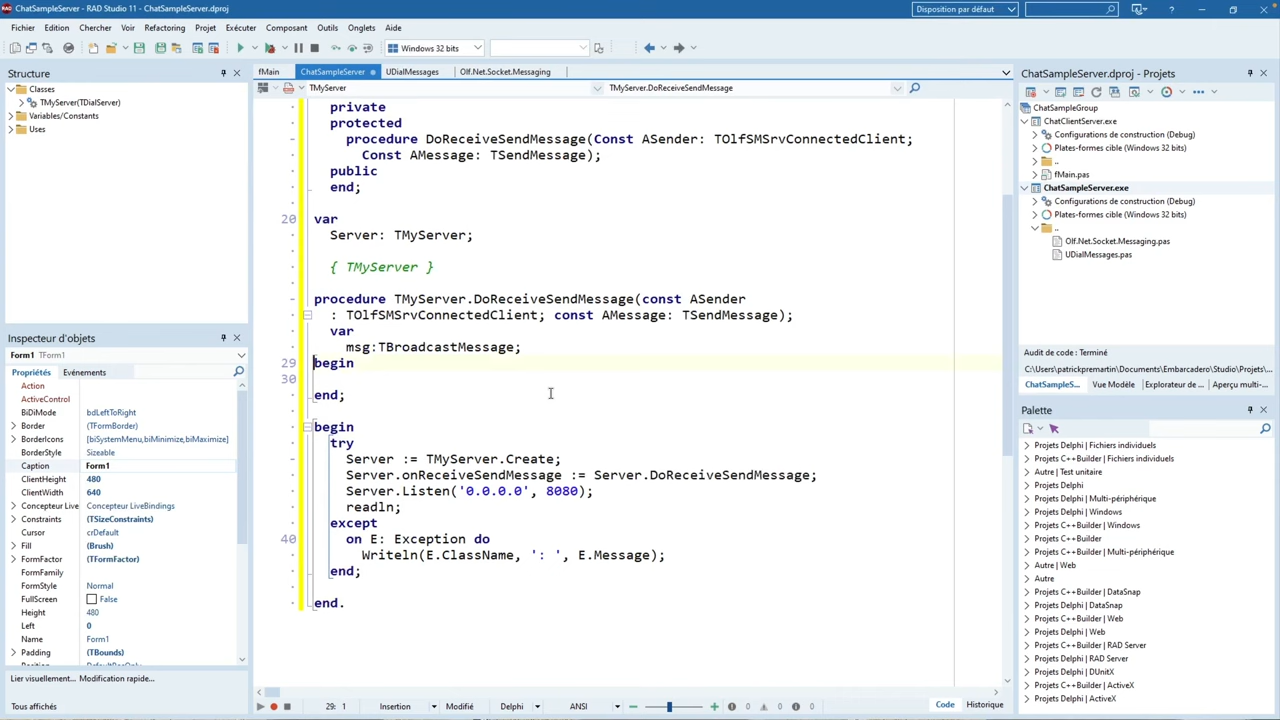 ChatSampleServer - RAD Studio 11 - ChatSampleServer.dproj
Disposition par défaut
Fichier Edition Chercher Voir Refactoring Projet Exécuter Composant Outils Onglets Aide
Windows 32 bits
Structure
Classes
TMyServer(TDialServer)
Variables/Constants
Uses
Inspecteur d'objets
Form1 TForm1
Propriétés Evénements
Action
ActiveControl
BiDiMode bdLeftToRight
Border (TFormBorder)
BorderIcons [biSystemMenu,biMinimize,biMaximize]
BorderStyle Sizeable
Caption Form1
ClientHeight 480
ClientWidth 640
Concepteur Live Concepteur LiveBindings
Constraints (TSizeConstraints)
Cursor crDefault
Fill (Brush)
FormFactor (TFormFactor)
FormFamily
FormStyle Normal
FullScreen False
Height 480
Left 0
Name Form1
Padding (TBounds)
Lier visuellement... Modification rapide...
Tous affichés
fMain ChatSampleServer UDialMessages Olf.Net.Socket.Messaging
TMyServer TMyServer.DoReceiveSendMessage
private
protected
procedure DoReceiveSendMessage(Const ASender: TOlfSMSrvConnectedClient;
Const AMessage: TSendMessage);
public
end;
20 var
Server: TMyServer;
{ TMyServer }
procedure TMyServer.DoReceiveSendMessage(const ASender
: TOlfSMSrvConnectedClient; const AMessage: TSendMessage);
var
msg:TBroadcastMessage;
29 begin
30
end;
begin
try
Server := TMyServer.Create;
Server.onReceiveSendMessage := Server.DoReceiveSendMessage;
Server.Listen('0.0.0.0', 8080);
readln;
except
40 on E: Exception do
Writeln(E.ClassName, ': ', E.Message);
end;
end.
29: 1 Insertion Modifié Delphi ANSI 0 0 0 Code Historique
ChatSampleServer.dproj - Projets
ChatSampleGroup
ChatClientServer.exe
Configurations de construction (Debug)
Plates-formes cible (Windows 32 bits)
..
fMain.pas
ChatSampleServer.exe
Configurations de construction (Debug)
Plates-formes cible (Windows 32 bits)
..
Olf.Net.Socket.Messaging.pas
UDialMessages.pas
Audit de code : Terminé
C:\Users\patrickpremartin\Documents\Embarcadero\Studio\Projets\...
ChatSampleS... Vue Modèle Explorateur de ... Aperçu multi-...
Palette
Projets Delphi | Fichiers individuels
Projets C++Builder | Fichiers individuels
Autre | Test unitaire
Projets Delphi
Projets Delphi | Multi-périphérique
Projets Delphi | Windows
Projets C++Builder | Windows
Projets C++Builder
Projets C++Builder | Multi-périphérique
Autre | Web
Autre
Projets C++Builder | DataSnap
Projets Delphi | DataSnap
Projets C++Builder | Web
Projets Delphi | Web
Projets C++Builder | RAD Server
Projets Delphi | RAD Server
Projets Delphi | DUnitX
Projets C++Builder | ActiveX
Projets Delphi | ActiveX